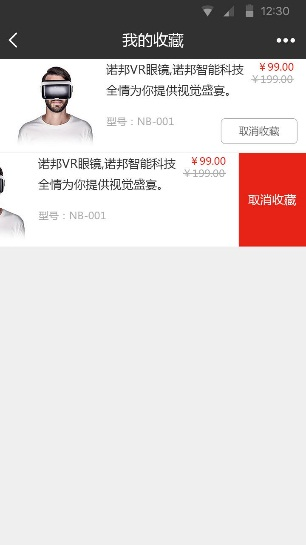 12:30
我的收藏
诺邦VR眼镜,诺邦智能科技
全情为你提供视觉盛宴。
￥99.00
￥199.00
型号：NB-001
取消收藏
诺邦VR眼镜,诺邦智能科技
全情为你提供视觉盛宴。
￥99.00
￥199.00
型号：NB-001
取消收藏